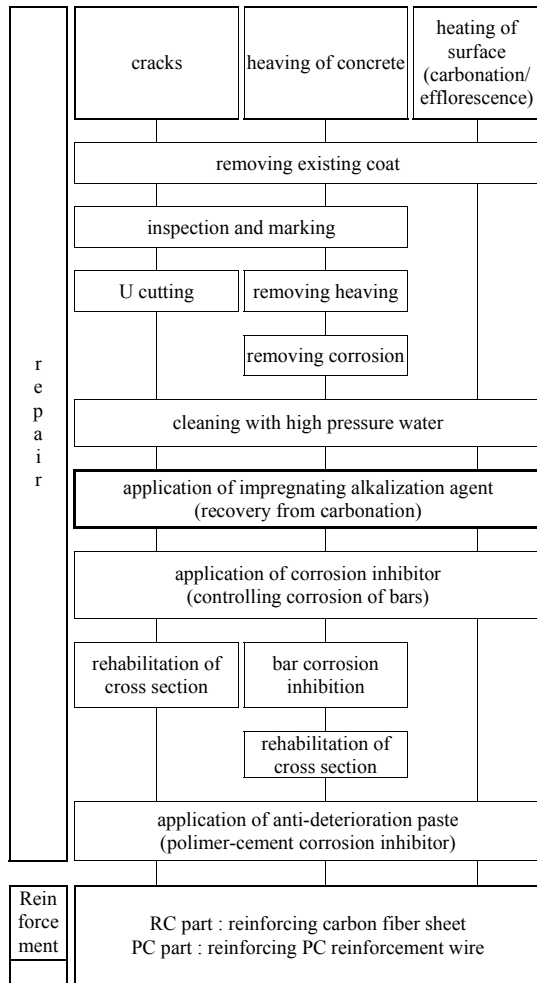 cracks
heaving of concrete
heating of
surface
(carbonation/
efflorescence)
removing existing coat
inspection and marking
U cutting
removing heaving
removing corrosion
r
e
p
a
i
r
cleaning with high pressure water
application of impregnating alkalization agent
(recovery from carbonation)
application of corrosion inhibitor
(controlling corrosion of bars)
rehabilitation of
cross section
bar corrosion
inhibition
rehabilitation of
cross section
application of anti-deterioration paste
(polimer-cement corrosion inhibitor)
Rein
force
ment
RC part : reinforcing carbon fiber sheet
PC part : reinforcing PC reinforcement wire